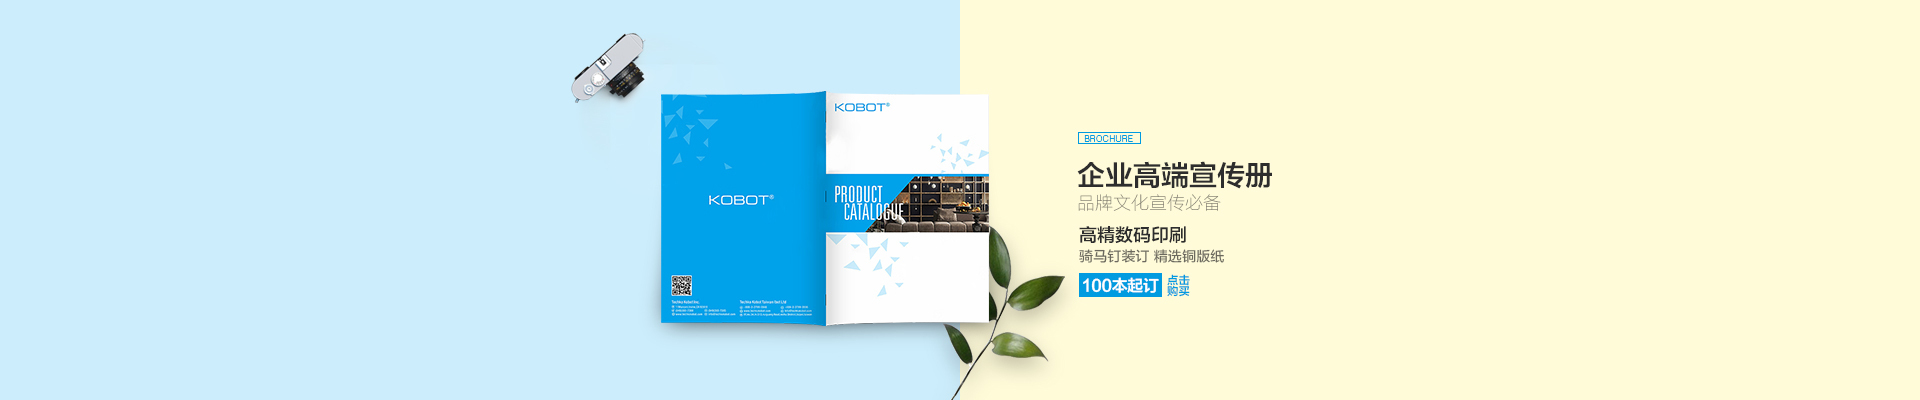 KOBOT®
PRODUCT
CATALOGUE
KOBOT®
BROCHURE
企业高端宣传册
品牌文化宣传必备
高精数码印刷
骑马钉装订 精选铜版纸
100本起订
点击
购买